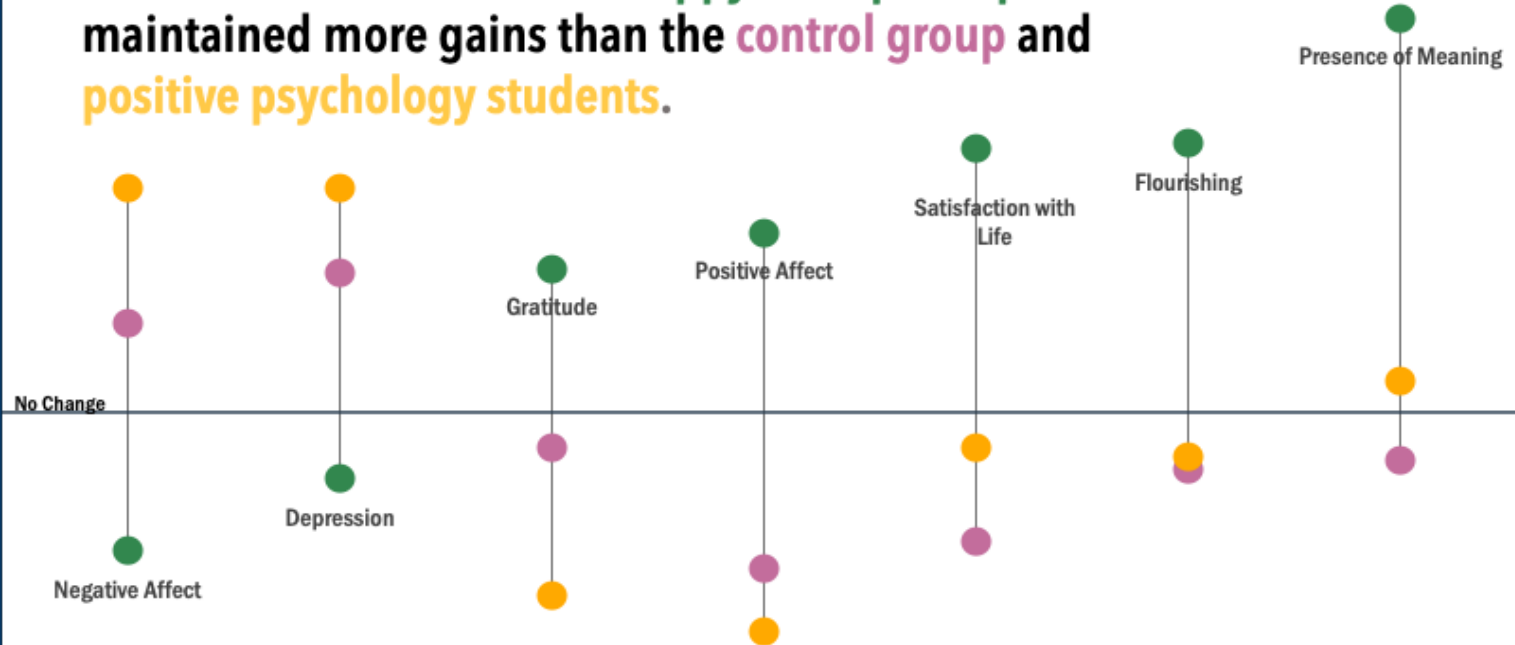 maintained more gains than the control group and
positive psychology students.
Presence of Meaning
Flourishing
Satisfaction with
Life
Positive Affect
Gratitude
No Change
Depression
Negative Affect